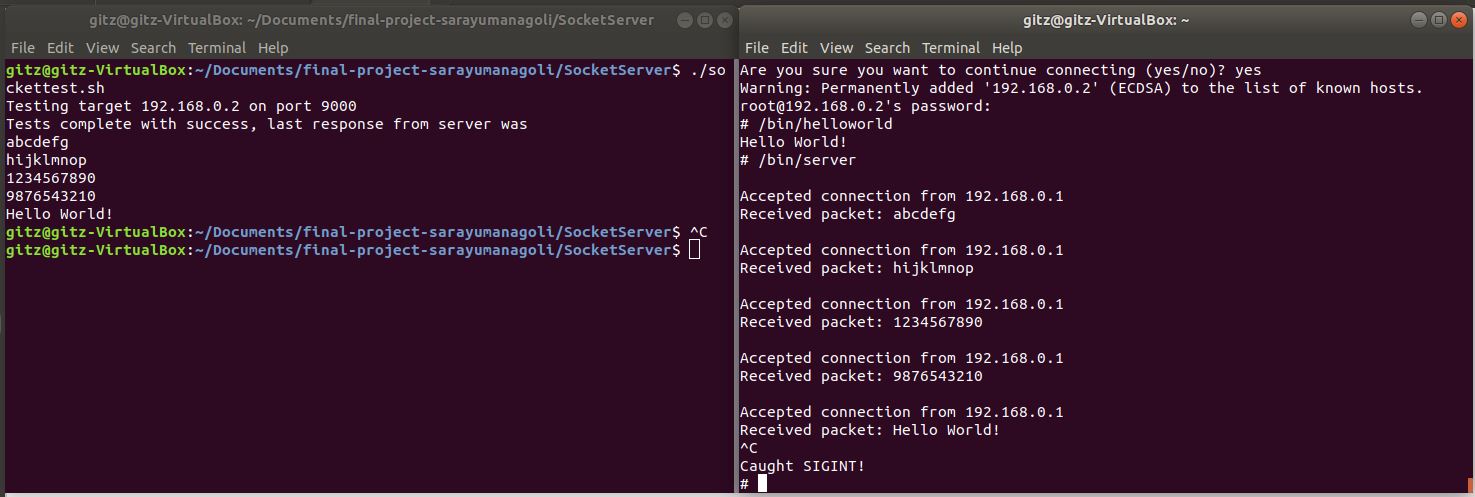 gitz@gitz-VirtualBox: ~/Documents/final-project-sarayumanagoli/SocketServer
File Edit View Search Terminal Help
gitz@gitz-VirtualBox:~/Documents/final-project-sarayumanagoli/SocketServer$ ./so
ckettest.sh
Testing target 192.168.0.2 on port 9000
Tests complete with success, last response from server was
abcdefg
hijklmnop
1234567890
9876543210
Hello World!
gitz@gitz-VirtualBox:~/Documents/final-project-sarayumanagoli/SocketServer$ ^C
gitz@gitz-VirtualBox:~/Documents/final-project-sarayumanagoli/SocketServer$
gitz@gitz-VirtualBox: ~
File Edit View Search Terminal Help
Are you sure you want to continue connecting (yes/no)? yes
Warning: Permanently added '192.168.0.2' (ECDSA) to the list of known hosts.
root@192.168.0.2's password:
# /bin/helloworld
Hello World!
# /bin/server
Accepted connection from 192.168.0.1
Received packet: abcdefg
Accepted connection from 192.168.0.1
Received packet: hijklmnop
Accepted connection from 192.168.0.1
Received packet: 1234567890
Accepted connection from 192.168.0.1
Received packet: 9876543210
Accepted connection from 192.168.0.1
Received packet: Hello World!
^C
Caught SIGINT!
#